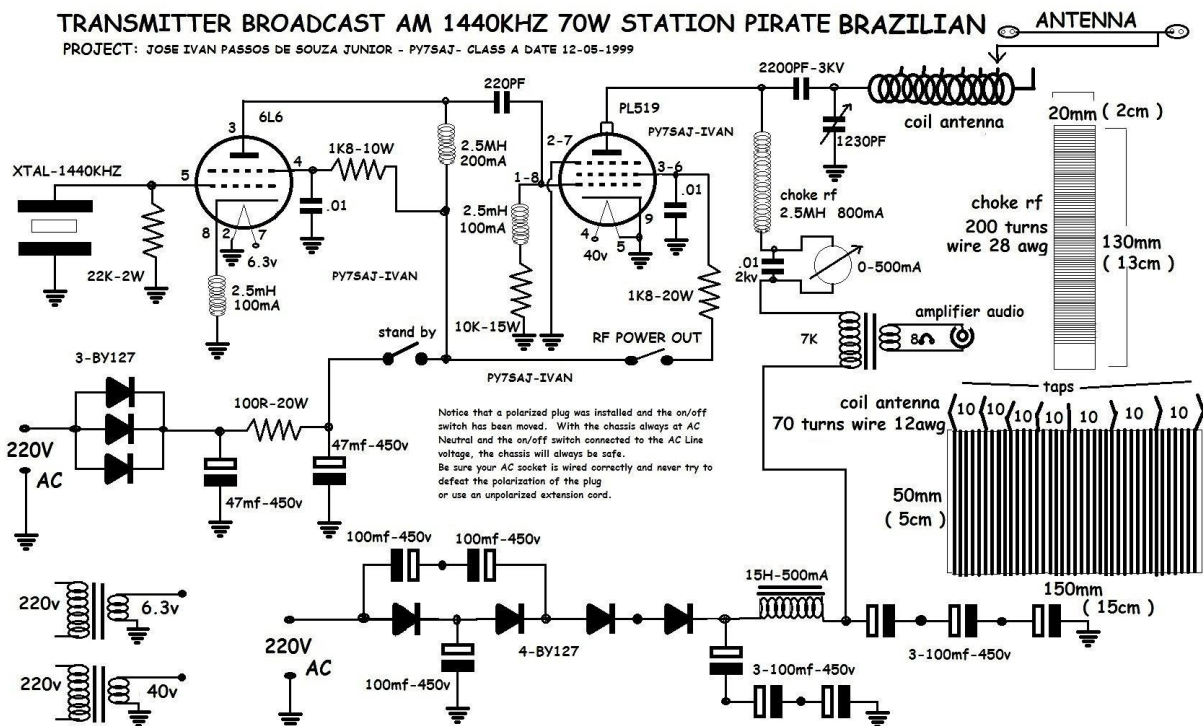 TRANSMITTER BROADCAST AM 1440KHZ 70W STATION PIRATE BRAZILIAN
PROJECT: JOSE IVAN PASSOS DE SOUZA JUNIOR - PY7SAJ- CLASS A DATE 12-05-1999
ANTENNA
2200PF-3KV
220PF
6L6
PL519
PY7SAJ-IVAN
coil antenna
1230PF
20mm ( 2cm )
3
4
5
8
2
7
6.3v
1K8-10W
.01
2.5MH
200mA
2-7
1-8
3-6
9
4
5
40v
.01
XTAL-1440KHZ
22K-2W
2.5mH
100mA
2.5mH
100mA
choke rf
2.5MH 800mA
choke rf
200 turns
wire 28 awg
130mm
( 13cm )
PY7SAJ-IVAN
.01
2kv
0-500mA
1K8-20W
10K-15W
stand by
RF POWER OUT
7K
8Ω
amplifier audio
3-BY127
PY7SAJ-IVAN
100R-20W
220V
AC
47mf-450v
47mf-450v
Notice that a polarized plug was installed and the on/off
switch has been moved. With the chassis always at AC
Neutral and the on/off switch connected to the AC Line
voltage, the chassis will always be safe.
Be sure your AC socket is wired correctly and never try to
defeat the polarization of the plug
or use an unpolarized extension cord.
taps
coil antenna
70 turns wire 12awg
10 10 10 10 10 10 10
50mm
( 5cm )
150mm
( 15cm )
100mf-450v
100mf-450v
15H-500mA
220V
AC
4-BY127
100mf-450v
3-100mf-450v
3-100mf-450v
220v
6.3v
220v
40v